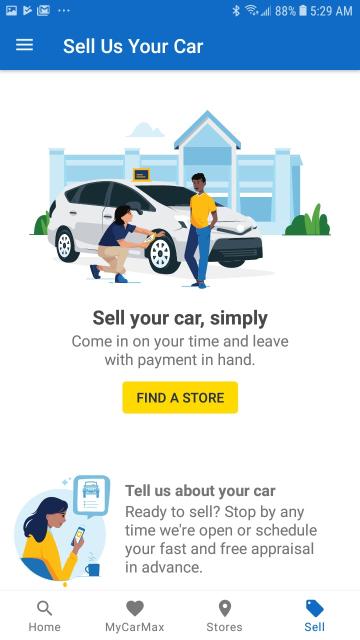 88% 5:29 AM
Sell Us Your Car
Sell your car, simply
Come in on your time and leave
with payment in hand.
FIND A STORE
Tell us about your car
Ready to sell? Stop by any
time we're open or schedule
your fast and free appraisal
in advance.
Home MyCarMax Stores Sell